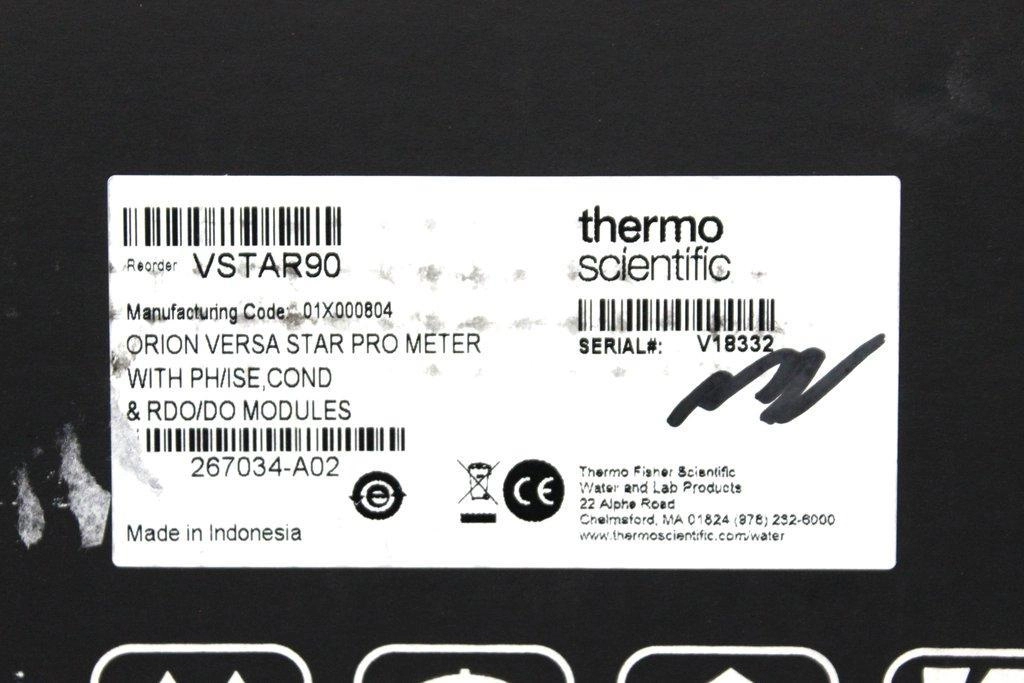 Reorder VSTAR90
Manufacturing Code: 01X000804
ORION VERSA STAR PRO METER
WITH PH/ISE,COND
& RDO/DO MODULES
267034-A02
Made in Indonesia
thermo
scientific
SERIAL#: V18332
e
CE
Thermo Fisher Scientific
Water and Lab Products
22 Alpha Road
Chelmsford, MA 01824 (978) 232-6000
www.thermoscientific.com/water